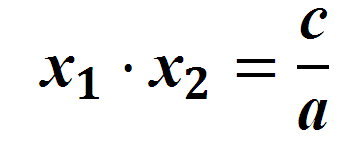 x₁ · x₂ = c/a